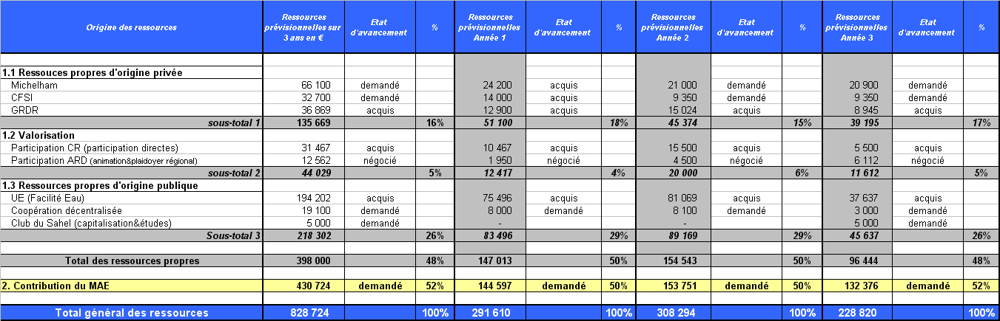 Origine des ressources Ressources prévisionnelles sur 3 ans en € Etat d'avancement % Ressources prévisionnelles Année 1 Etat d'avancement % Ressources prévisionnelles Année 2 Etat d'avancement % Ressources prévisionnelles Année 3 Etat d'avancement %
1.1 Ressouces propres d'origine privée
Michelham 66 100 demandé 24 200 acquis 21 000 demandé 20 900 demandé
CFSI 32 700 demandé 14 000 acquis 9 350 demandé 9 350 demandé
GRDR 36 869 acquis 12 900 acquis 15 024 acquis 8 945 acquis
sous-total 1 135 669 16% 51 100 18% 45 374 15% 39 195 17%
1.2 Valorisation
Participation CR (participation directes) 31 467 acquis 10 467 acquis 15 500 acquis 5 500 acquis
Participation ARD (animation&plaidoyer régional) 12 562 négocié 1 950 négocié 4 500 négocié 6 112 négocié
sous-total 2 44 029 5% 12 417 4% 20 000 6% 11 612 5%
1.3 Ressources propres d'origine publique
UE (Facilité Eau) 194 202 acquis 75 496 acquis 81 069 acquis 37 637 acquis
Coopération décentralisée 19 100 demandé 8 000 demandé 8 100 demandé 3 000 demandé
Club du Sahel (capitalisation&études) 5 000 demandé - - 5 000 demandé
Sous-total 3 218 302 26% 83 496 29% 89 169 29% 45 637 26%
Total des ressources propres 398 000 48% 147 013 50% 154 543 50% 96 444 48%
2. Contribution du MAE 430 724 demandé 52% 144 597 demandé 50% 153 751 demandé 50% 132 376 demandé 52%
Total général des ressources 828 724 100% 291 610 100% 308 294 100% 228 820 100%